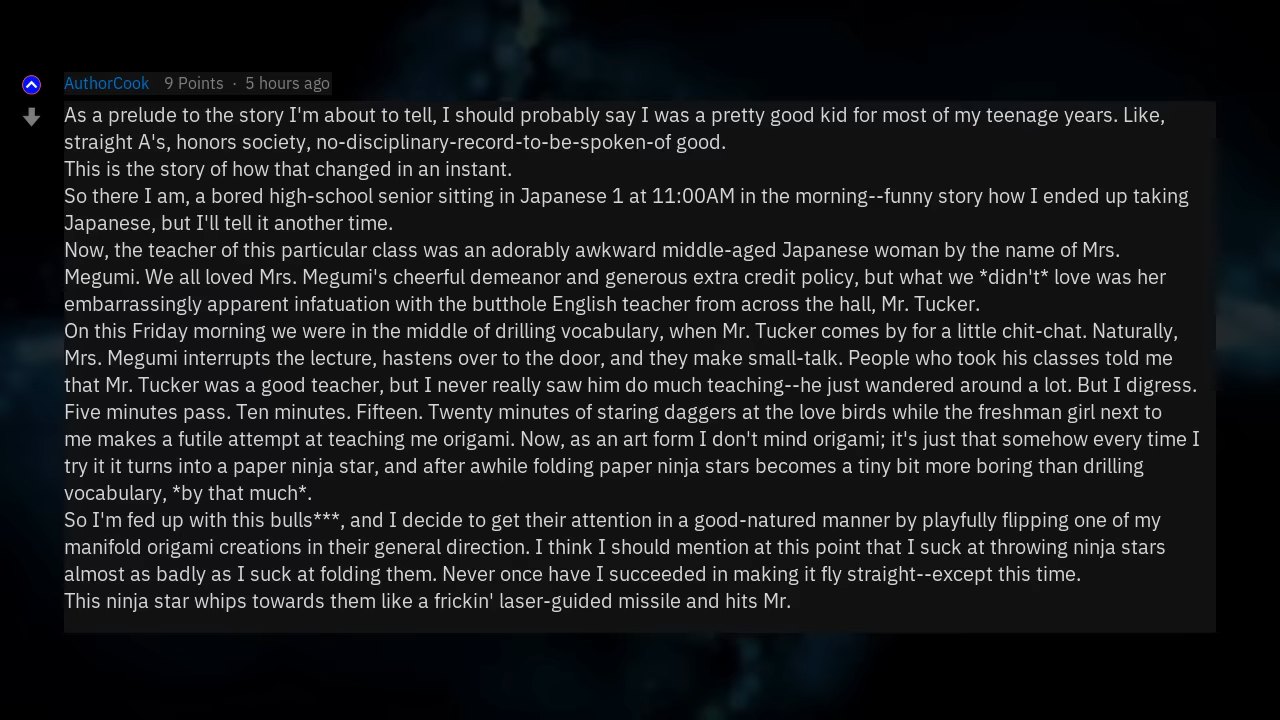 AuthorCook 9 Points · 5 hours ago
As a prelude to the story I'm about to tell, I should probably say I was a pretty good kid for most of my teenage years. Like,
straight A's, honors society, no-disciplinary-record-to-be-spoken-of good.
This is the story of how that changed in an instant.
So there I am, a bored high-school senior sitting in Japanese 1 at 11:00AM in the morning--funny story how I ended up taking
Japanese, but I'll tell it another time.
Now, the teacher of this particular class was an adorably awkward middle-aged Japanese woman by the name of Mrs.
Megumi. We all loved Mrs. Megumi's cheerful demeanor and generous extra credit policy, but what we *didn't* love was her
embarrassingly apparent infatuation with the butthole English teacher from across the hall, Mr. Tucker.
On this Friday morning we were in the middle of drilling vocabulary, when Mr. Tucker comes by for a little chit-chat. Naturally,
Mrs. Megumi interrupts the lecture, hastens over to the door, and they make small-talk. People who took his classes told me
that Mr. Tucker was a good teacher, but I never really saw him do much teaching--he just wandered around a lot. But I digress.
Five minutes pass. Ten minutes. Fifteen. Twenty minutes of staring daggers at the love birds while the freshman girl next to
me makes a futile attempt at teaching me origami. Now, as an art form I don't mind origami; it's just that somehow every time I
try it it turns into a paper ninja star, and after awhile folding paper ninja stars becomes a tiny bit more boring than drilling
vocabulary, *by that much*.
So I'm fed up with this bulls***, and I decide to get their attention in a good-natured manner by playfully flipping one of my
manifold origami creations in their general direction. I think I should mention at this point that I suck at throwing ninja stars
almost as badly as I suck at folding them. Never once have I succeeded in making it fly straight--except this time.
This ninja star whips towards them like a frickin' laser-guided missile and hits Mr.